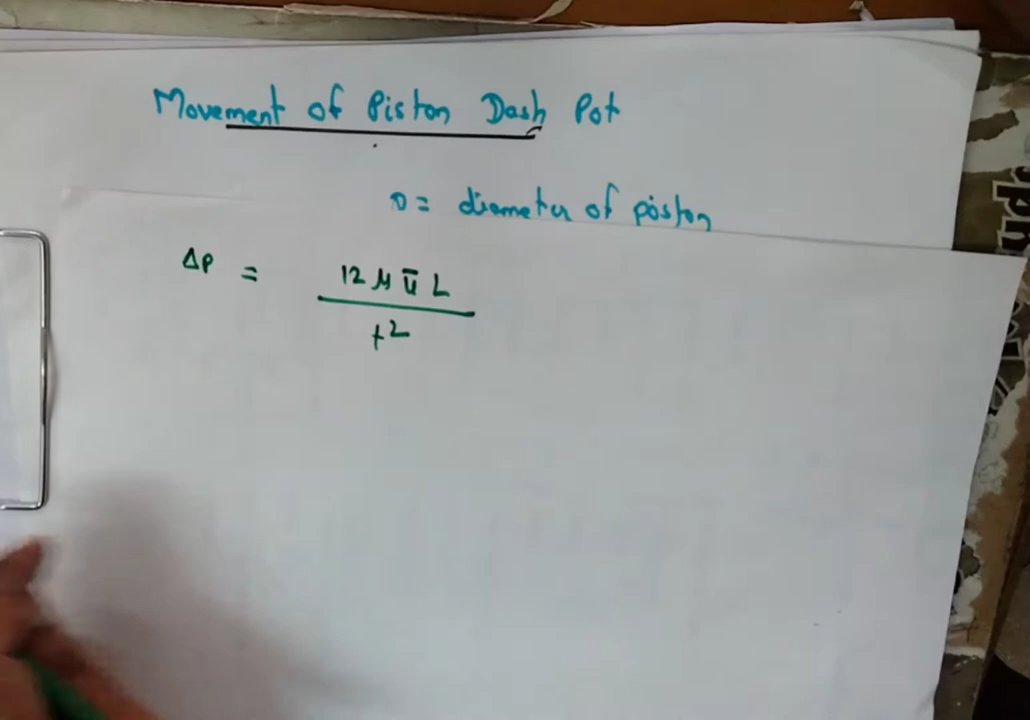 Movement of Piston Dash Pot
D = diameter of piston
ΔP = 12 μ ū L / t²